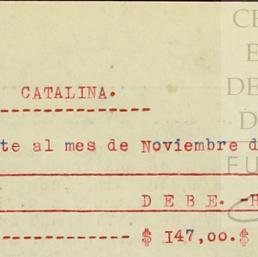 CATALINA.
te al mes de Noviembre d
D E B E. -H
$ 147,oo.$